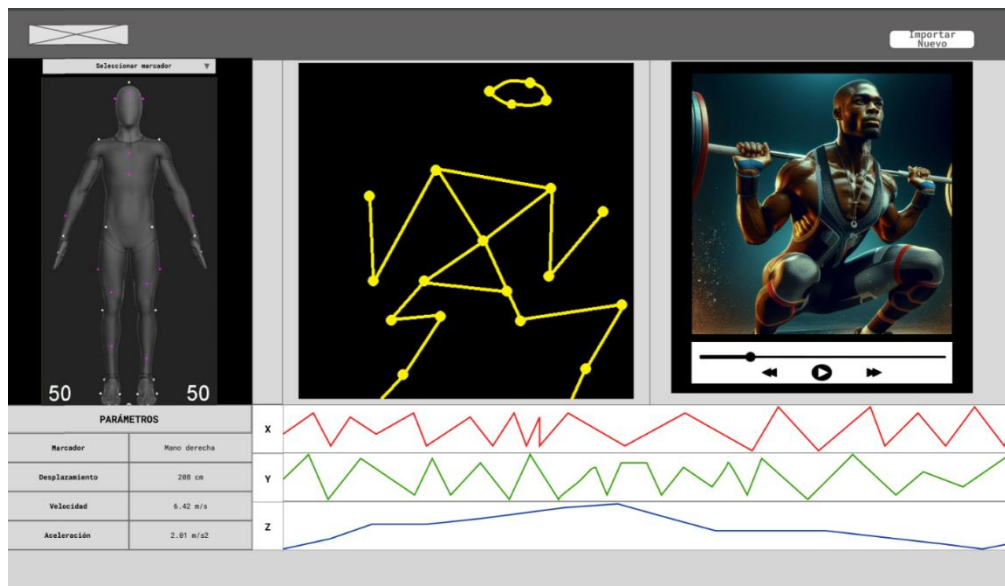 Importar
Nuevo
Seleccionar marcador
50 50
PARÁMETROS
Marcador Mano derecha
Desplazamiento 208 cm
Velocidad 6.42 m/s
Aceleración 2.01 m/s2
X
Y
Z